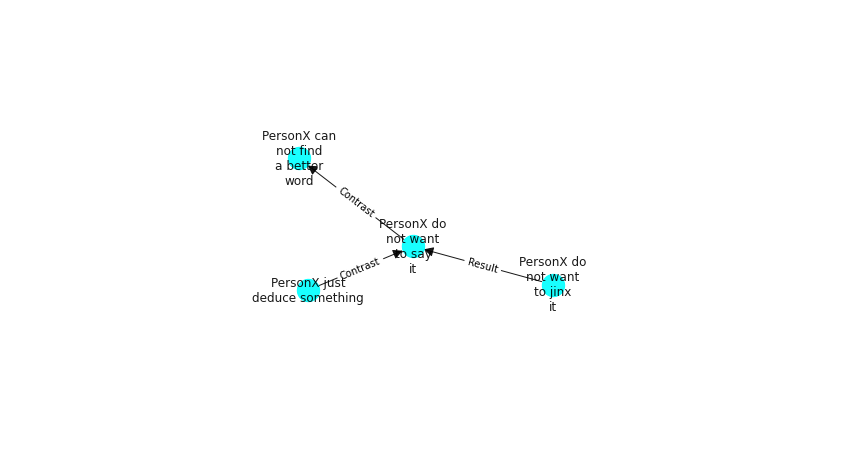 PersonX can
not find
a better
word
Contrast
PersonX do
not want
to say
it
Contrast
PersonX just
deduce something
Result
PersonX do
not want
to jinx
it